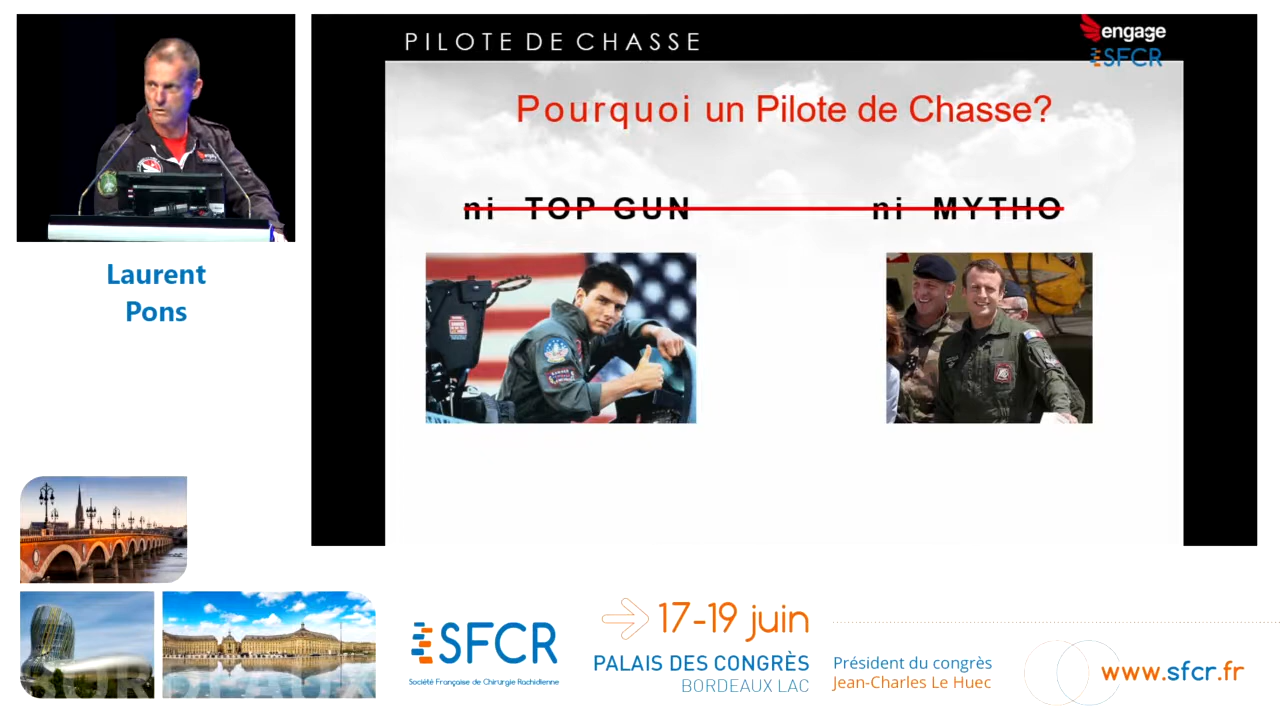 PILOTE DE CHASSE
engage
SFCR
Pourquoi un Pilote de Chasse?
ni TOP GUN
ni MYTHO
Laurent
Pons
BORDEAUX
SFCR
Société Française de Chirurgie Rachidienne
17-19 juin
PALAIS DES CONGRÈS
BORDEAUX LAC
Président du congrès
Jean-Charles Le Huec
www.sfcr.fr